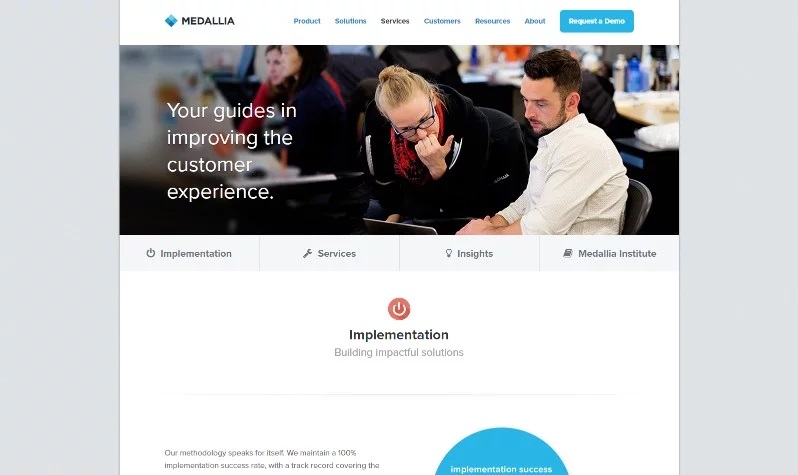 MEDALLIA
Product Solutions Services Customers Resources About Request a Demo
Your guides in
improving the
customer
experience.
Implementation Services Insights Medallia Institute
Implementation
Building impactful solutions
Our methodology speaks for itself. We maintain a 100%
implementation success rate, with a track record covering the
implementation success